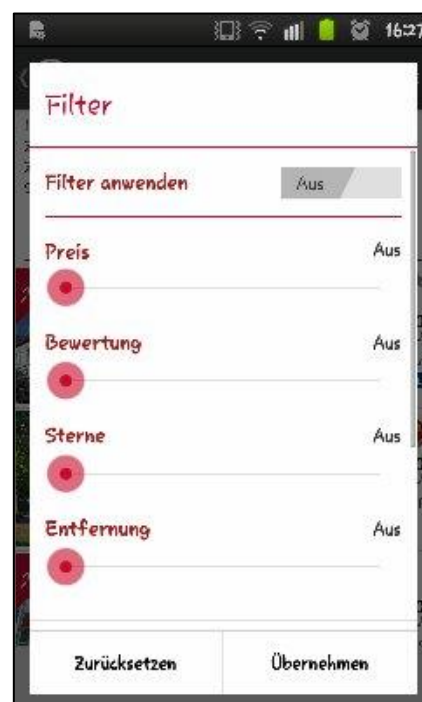 16:27
Filter
Filter anwenden Aus
Preis Aus
Bewertung Aus
Sterne Aus
Entfernung Aus
Zurücksetzen Übernehmen